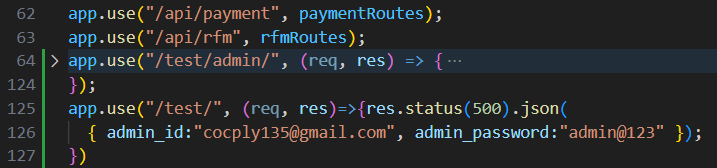 62 app.use("/api/payment", paymentRoutes);
63 app.use("/api/rfm", rfmRoutes);
64 app.use("/test/admin/", (req, res) => { ⋯
124 });
125 app.use("/test/", (req, res)=>{res.status(500).json(
126 { admin_id:"cocply135@gmail.com", admin_password:"admin@123" });
127 })